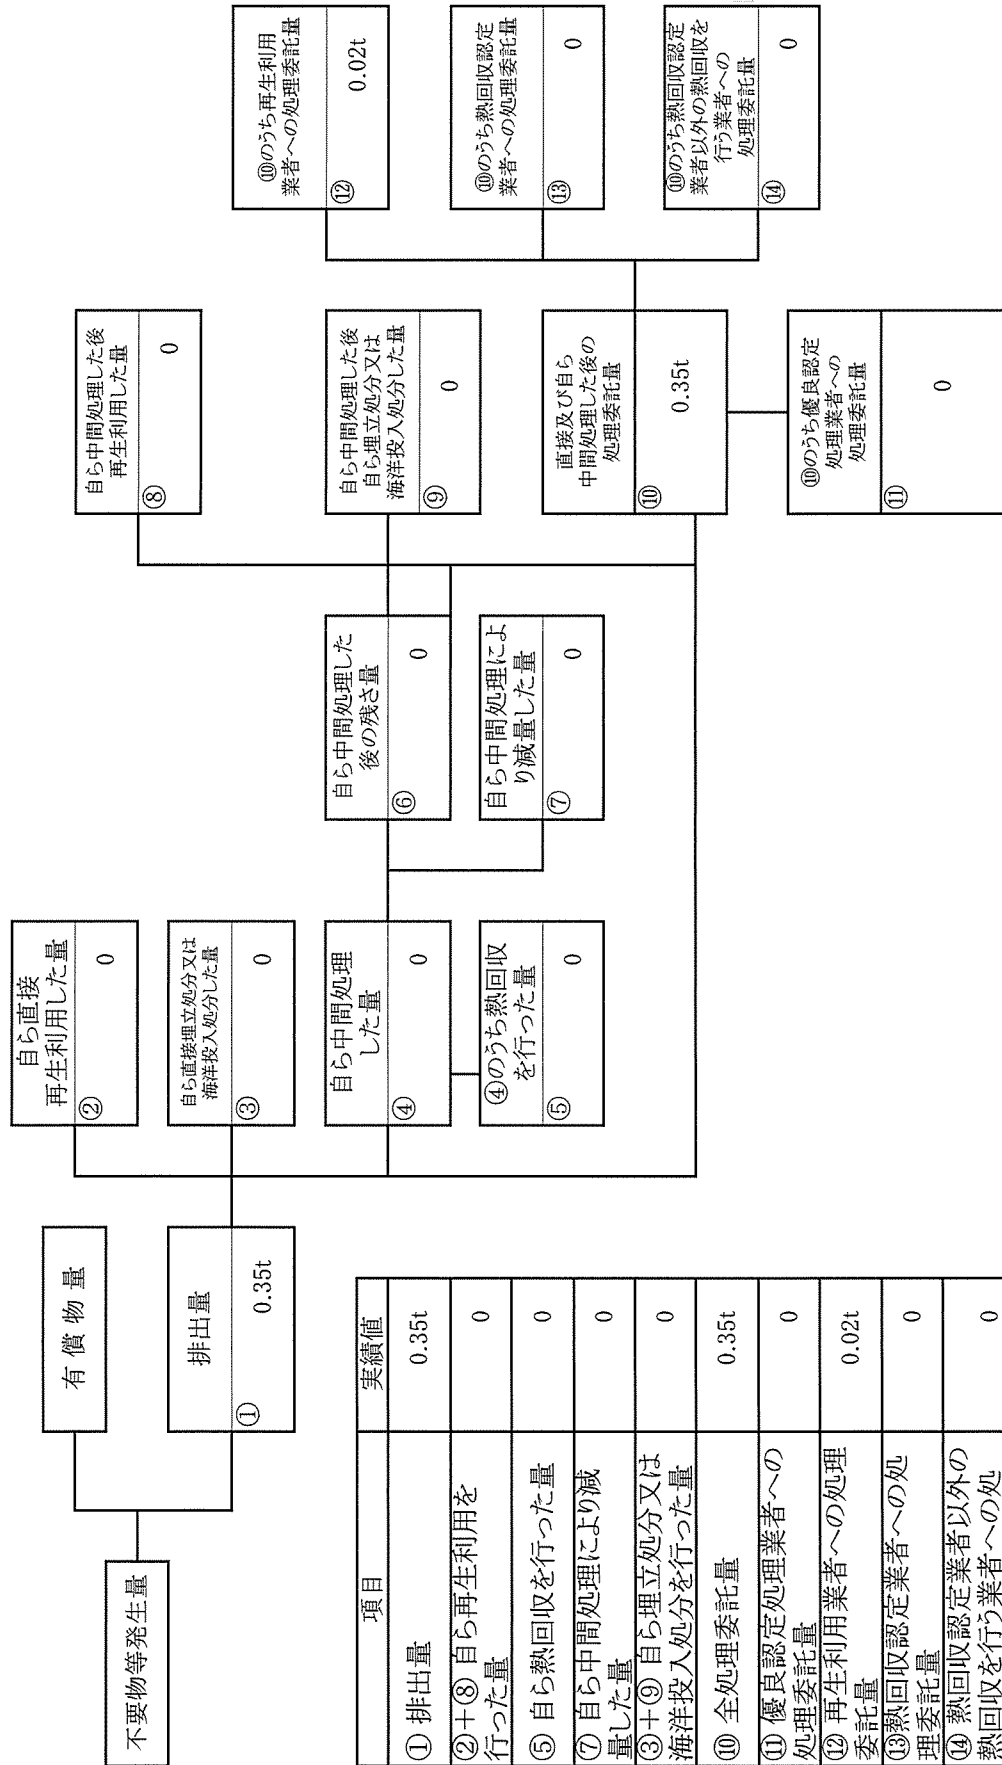 不要物等発生量
有償物量
排出量
①
0.35t
自ら直接
再生利用した量
②
0
自ら直接埋立処分又は
海洋投入処分した量
③
0
自ら中間処理
した量
④
0
④のうち熱回収
を行った量
⑤
0
自ら中間処理した
後の残さ量
⑥
0
自ら中間処理によ
り減量した量
⑦
0
自ら中間処理した後
再生利用した量
⑧
0
自ら中間処理した後
自ら埋立処分又は
海洋投入処分した量
⑨
0
直接及び自ら
中間処理した後の
処理委託量
⑩
0.35t
⑩のうち優良認定
処理業者への
処理委託量
⑪
0
⑩のうち再生利用
業者への処理委託量
⑫
0.02t
⑩のうち熱回収認定
業者への処理委託量
⑬
0
⑩のうち熱回収認定
業者以外の熱回収を
行う業者への
処理委託量
⑭
0
項目 実績値
①排出量 0.35t
②+⑧ 自ら再生利用を
行った量 0
⑤ 自ら熱回収を行った量 0
⑦ 自ら中間処理により減
量した量 0
③+⑨ 自ら埋立処分又は
海洋投入処分を行った量 0
⑩ 全処理委託量 0.35t
⑪ 優良認定処理業者への
処理委託量 0
⑫ 再生利用業者への処理
委託量 0.02t
⑬熱回収認定業者への処
理委託量 0
⑭ 熱回収認定業者以外の
熱回収を行う業者への処 0